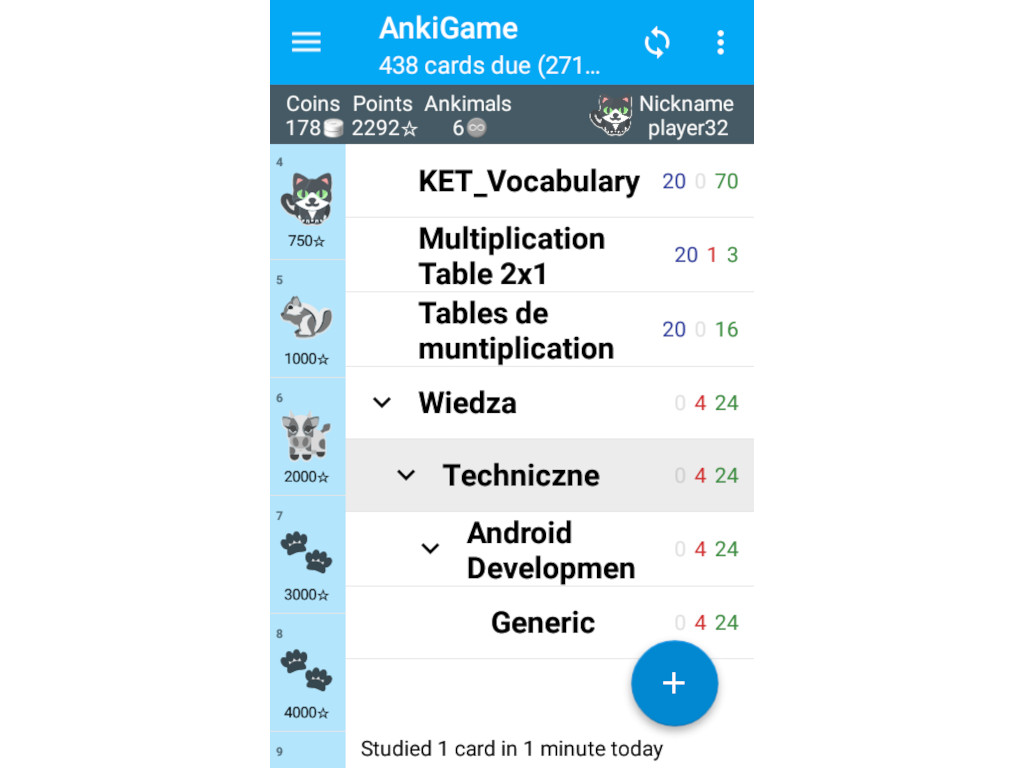 AnkiGame
438 cards due (271...
Coins Points Ankimals Nickname
178 2292☆ 6 player32
4
750☆
5
1000☆
6
2000☆
7
3000☆
8
4000☆
9
KET_Vocabulary 20 0 70
Multiplication
Table 2x1 20 1 3
Tables de
muntiplication 20 0 16
Wiedza 0 4 24
Techniczne 0 4 24
Android
Developmen 0 4 24
Generic 0 4 24
+
Studied 1 card in 1 minute today